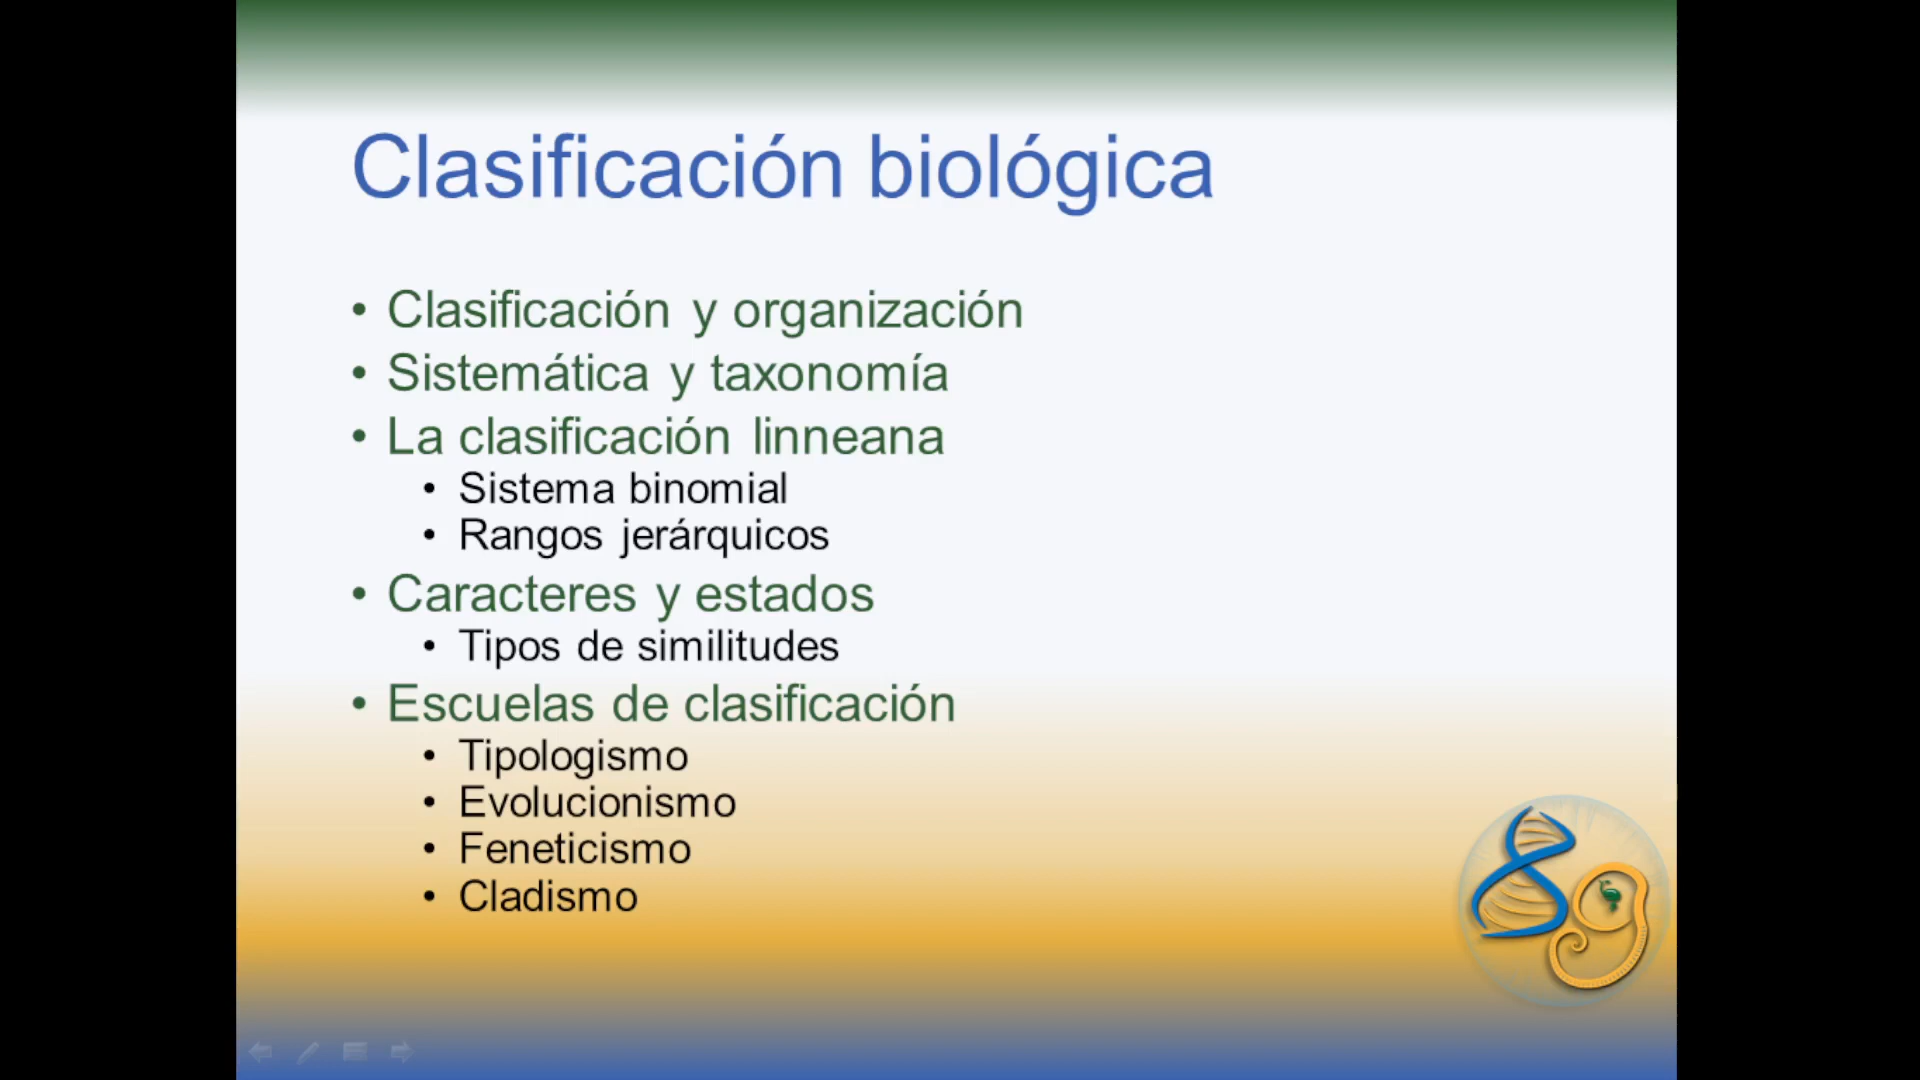 Clasificación biológica
• Clasificación y organización
• Sistemática y taxonomía
• La clasificación linneana
• Sistema binomial
• Rangos jerárquicos
• Caracteres y estados
• Tipos de similitudes
• Escuelas de clasificación
• Tipologismo
• Evolucionismo
• Feneticismo
• Cladismo